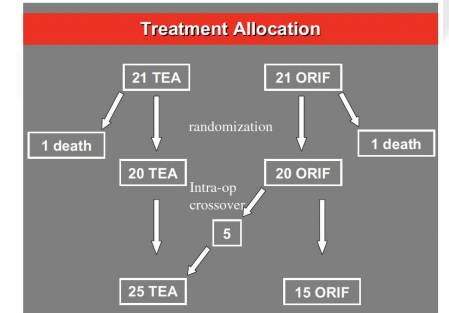 Treatment Allocation
21 TEA
21 ORIF
randomization
1 death
1 death
20 TEA
20 ORIF
Intra-op
crossover
5
25 TEA
15 ORIF